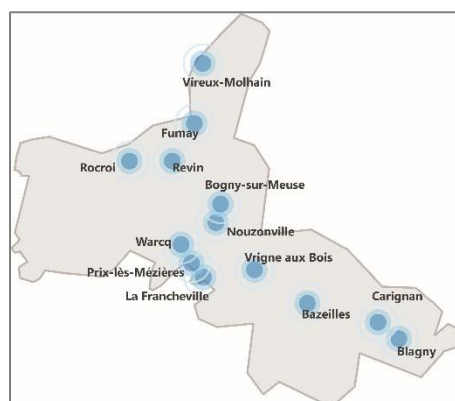 Vireux-Molhain
Fumay
Rocroi
Revin
Bogny-sur-Meuse
Nouzonville
Warcq
Vrigne aux Bois
Prix-lès-Mézières
La Francheville
Carignan
Bazeilles
Blagny